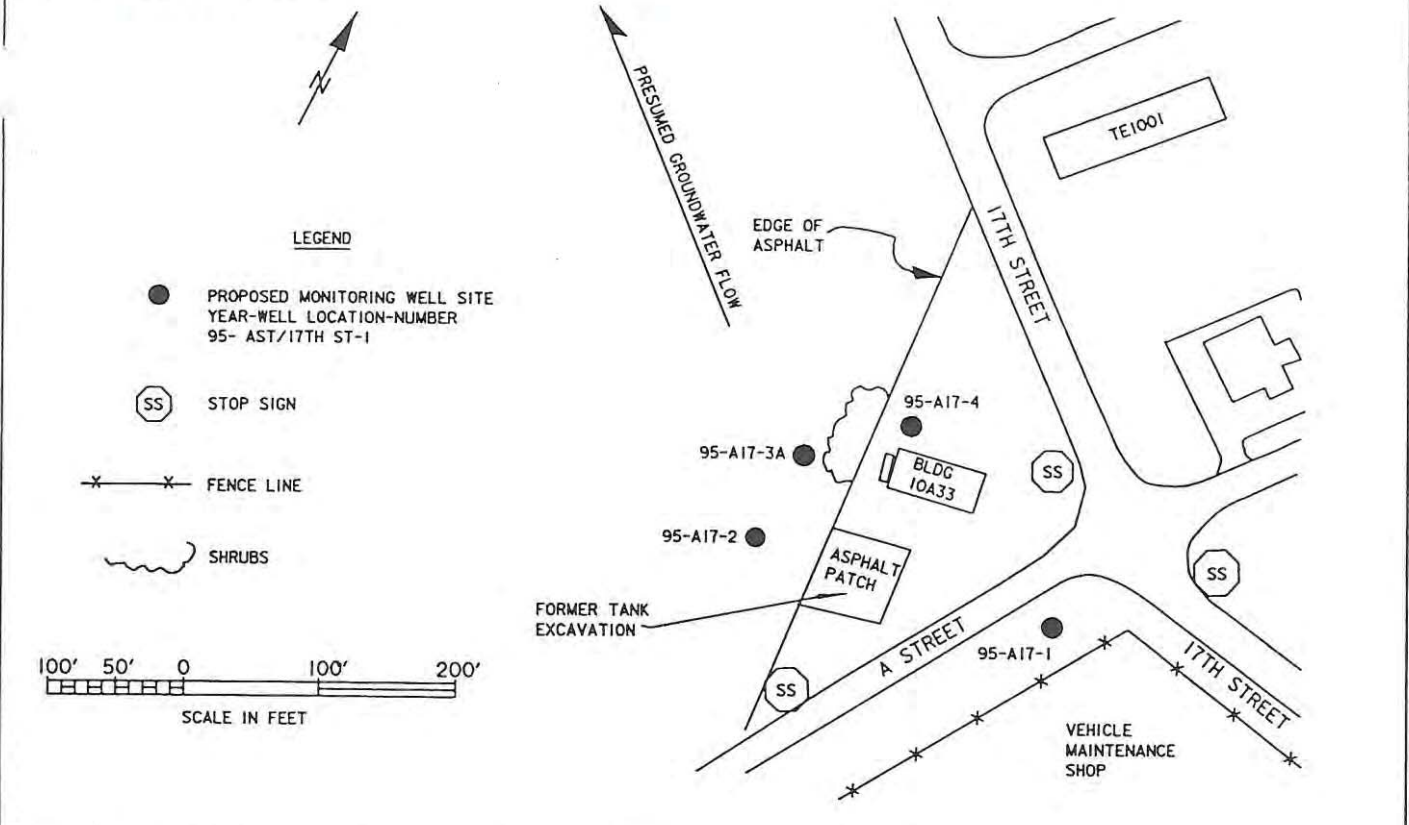 N
PRESUMED GROUNDWATER FLOW
TE1001
17TH STREET
EDGE OF
ASPHALT
LEGEND
PROPOSED MONITORING WELL SITE
YEAR-WELL LOCATION-NUMBER
95- AST/17TH ST-1
SS STOP SIGN
FENCE LINE
SHRUBS
95-A17-4
95-A17-3A
BLDG
10A33
SS
95-A17-2
ASPHALT
PATCH
SS
FORMER TANK
EXCAVATION
A STREET
95-A17-1
17TH STREET
SS
VEHICLE
MAINTENANCE
SHOP
100' 50' 0 100' 200'
SCALE IN FEET